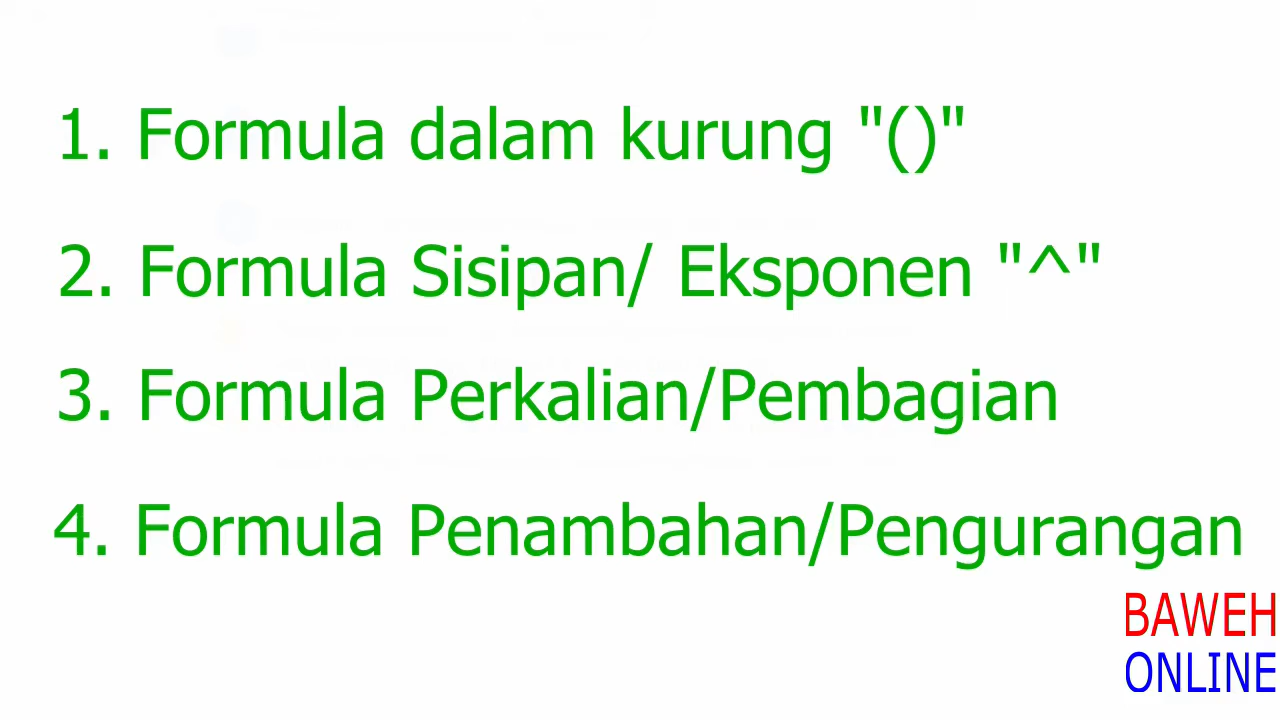 1. Formula dalam kurung "()"
2. Formula Sisipan/ Eksponen "^"
3. Formula Perkalian/Pembagian
4. Formula Penambahan/Pengurangan
BAWEH
ONLINE